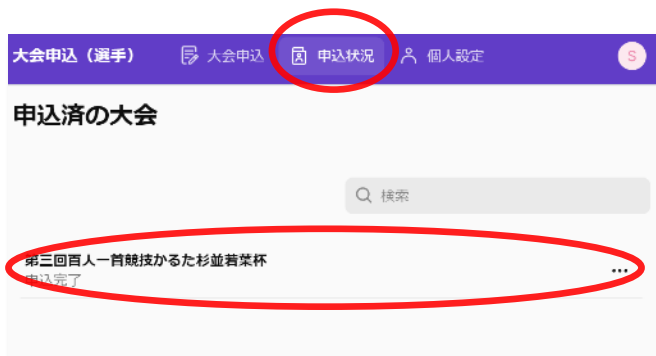 大会申込（選手） 大会申込 申込状況 個人設定 S
申込済の大会
検索
第三回百人一首競技かるた杉並若葉杯
申込完了